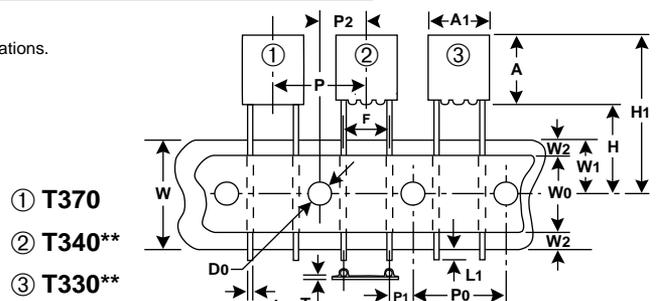 ations.
P2
A1
① ② ③
P
A
H1
F
H
W2
W1
W
W0
① T370
② T340**
③ T330**
D0
W2
L1
P1
P0